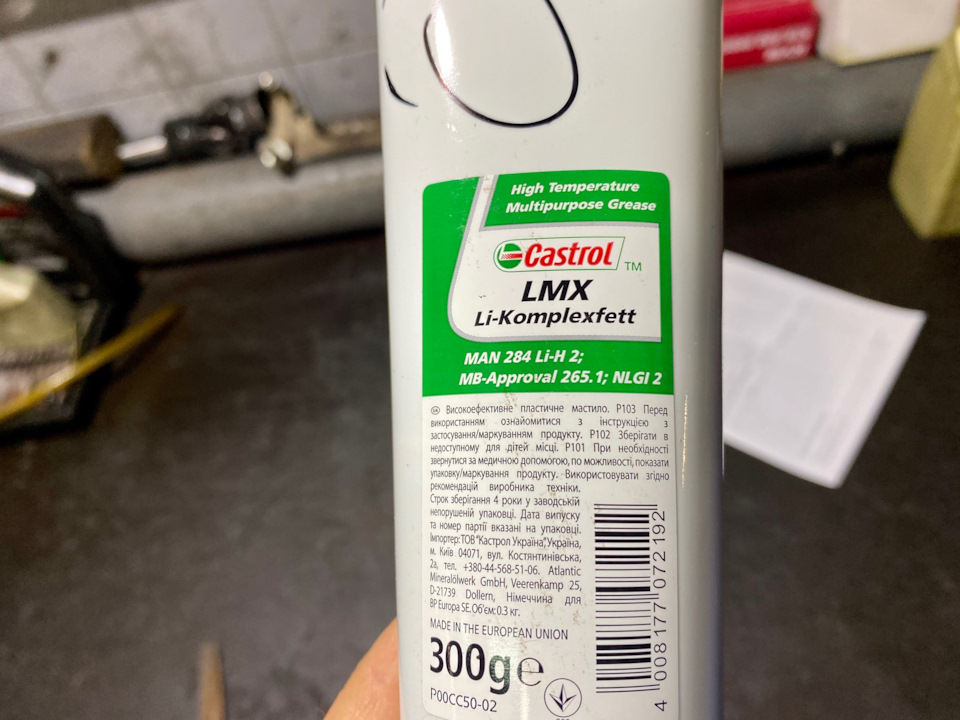 High Temperature
Multipurpose Grease
Castrol TM
LMX
Li-Komplexfett
MAN 284 Li-H 2;
MB-Approval 265.1; NLGI 2
UA Високоефективне пластичне мастило. P103 Перед
використанням ознайомитися з інструкцією з
застосування/маркуванням продукту. P102 Зберігати в
недоступному для дітей місці. P101 При необхідності
звернутися за медичною допомогою, по можливості, показати
упаковку/маркування продукту. Використовувати згідно
рекомендацій виробника техніки.
Строк зберігання 4 роки у заводській
непорушеній упаковці. Дата випуску
та номер партії вказані на упаковці.
Імпортер: ТОВ "Кастрол Україна", Україна,
м. Київ 04071, вул. Костянтинівська,
2а, тел. +380-44-568-51-06. Atlantic
Mineralölwerk GmbH, Veerenkamp 25,
D-21739 Dollern, Німеччина для
BP Europa SE. Об'єм: 0.3 кг.
MADE IN THE EUROPEAN UNION
300g e
P00CC50-02
4 008177 072192